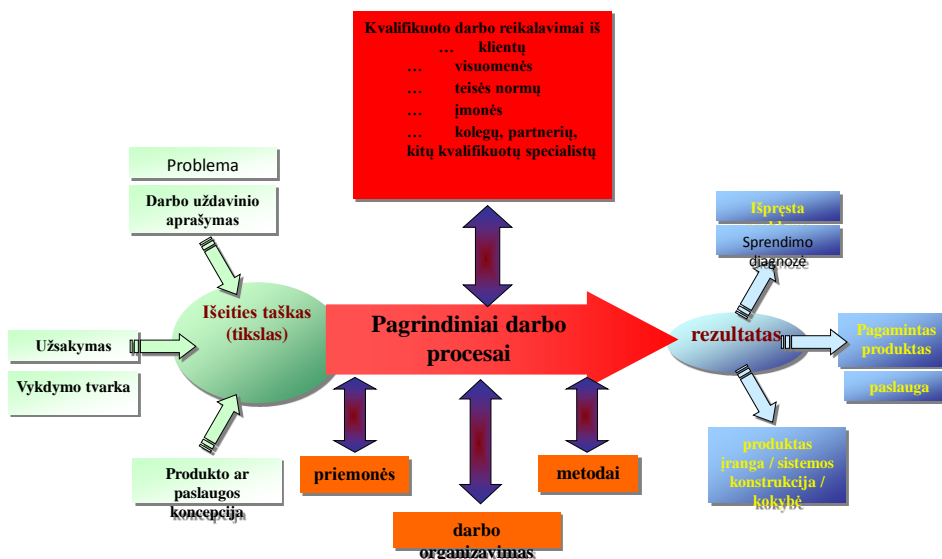 Kvalifikuoto darbo reikalavimai iš
… klientų
… visuomenės
… teisės normų
… įmonės
… kolegų, partnerių,
kitų kvalifikuotų specialistų
Problema
Darbo uždavinio
aprašymas
Išeities taškas
(tikslas)
Užsakymas
Vykdymo tvarka
Produkto ar
paslaugos
koncepcija
Pagrindiniai darbo
procesai
priemonės
darbo
organizavimas
metodai
rezultatas
Išpręsta
Sprendimo
diagnozė
Pagamintas
produktas
paslauga
produktas
įranga / sistemos
konstrukcija /
kokybė